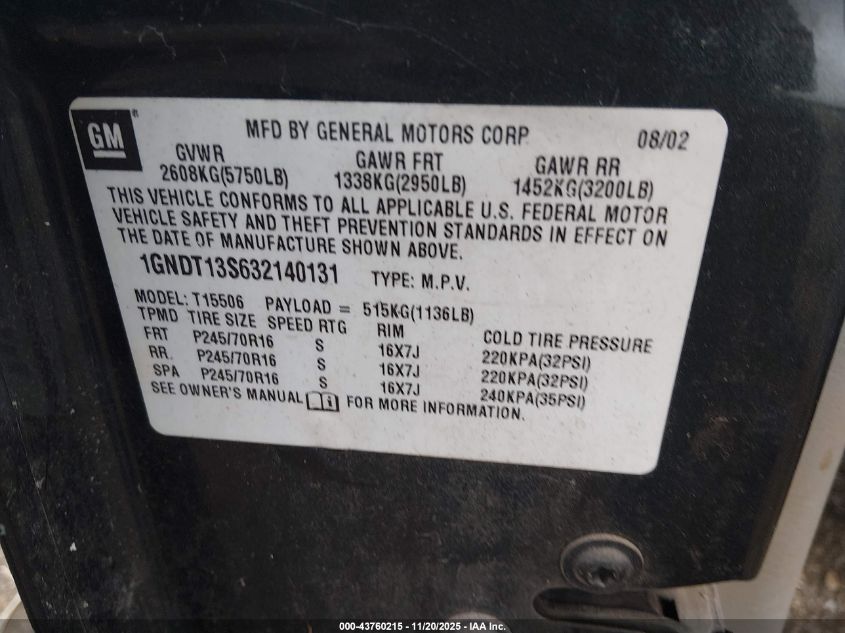 GM® MFD BY GENERAL MOTORS CORP 08/02
GVWR GAWR FRT GAWR RR
2608KG(5750LB) 1338KG(2950LB) 1452KG(3200LB)
THIS VEHICLE CONFORMS TO ALL APPLICABLE U.S. FEDERAL MOTOR
VEHICLE SAFETY AND THEFT PREVENTION STANDARDS IN EFFECT ON
THE DATE OF MANUFACTURE SHOWN ABOVE.
1GNDT13S632140131 TYPE: M.P.V.
MODEL: T15506 PAYLOAD = 515KG(1136LB)
TPMD TIRE SIZE SPEED RTG RIM COLD TIRE PRESSURE
FRT P245/70R16 S 16X7J 220KPA(32PSI)
RR. P245/70R16 S 16X7J 220KPA(32PSI)
SPA P245/70R16 S 16X7J 240KPA(35PSI)
SEE OWNER'S MANUAL i FOR MORE INFORMATION.
000-43760215 - 11/20/2025 - IAA Inc.